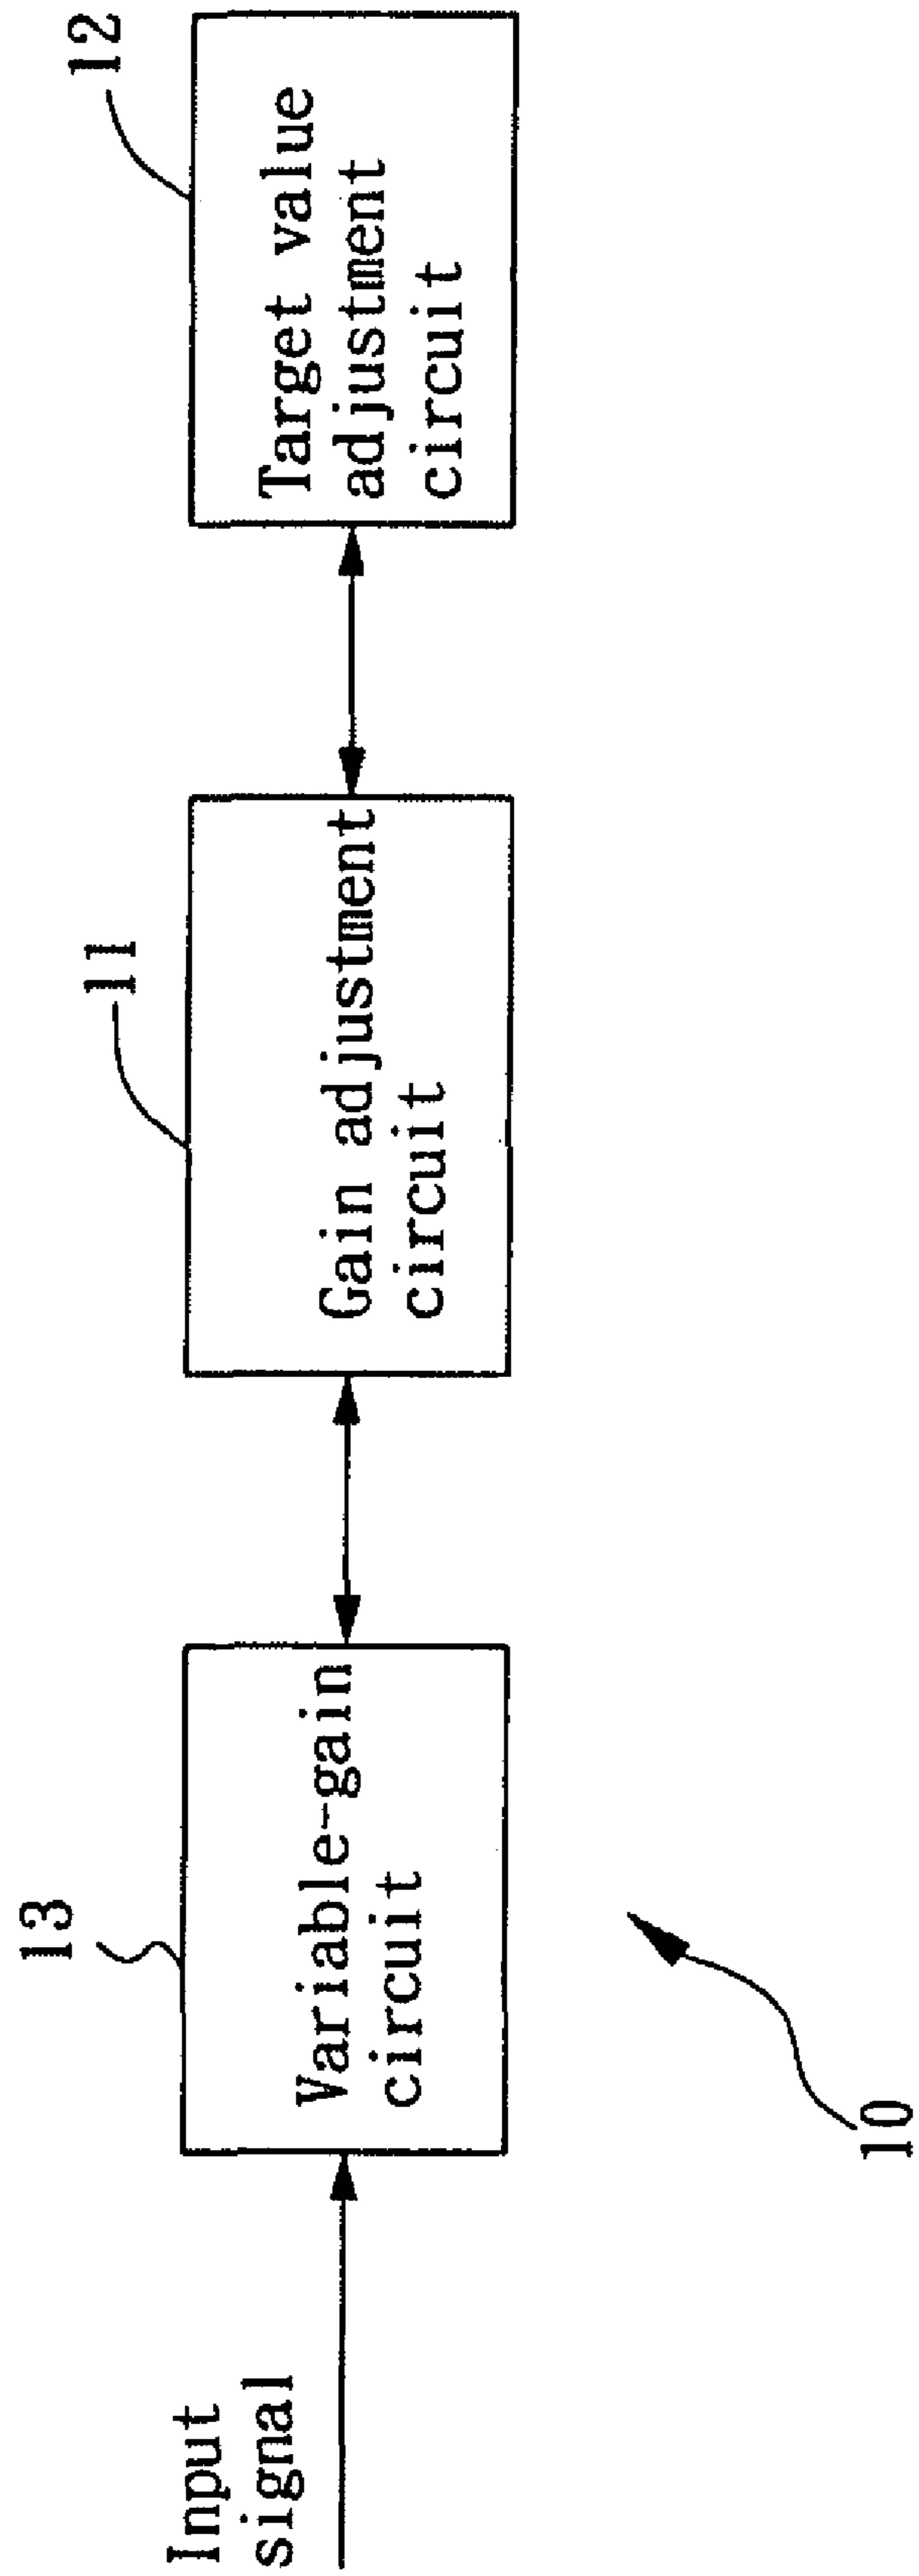 Input
signal
13
Variable-gain
circuit
11
Gain adjustment
circuit
12
Target value
adjustment
circuit
10